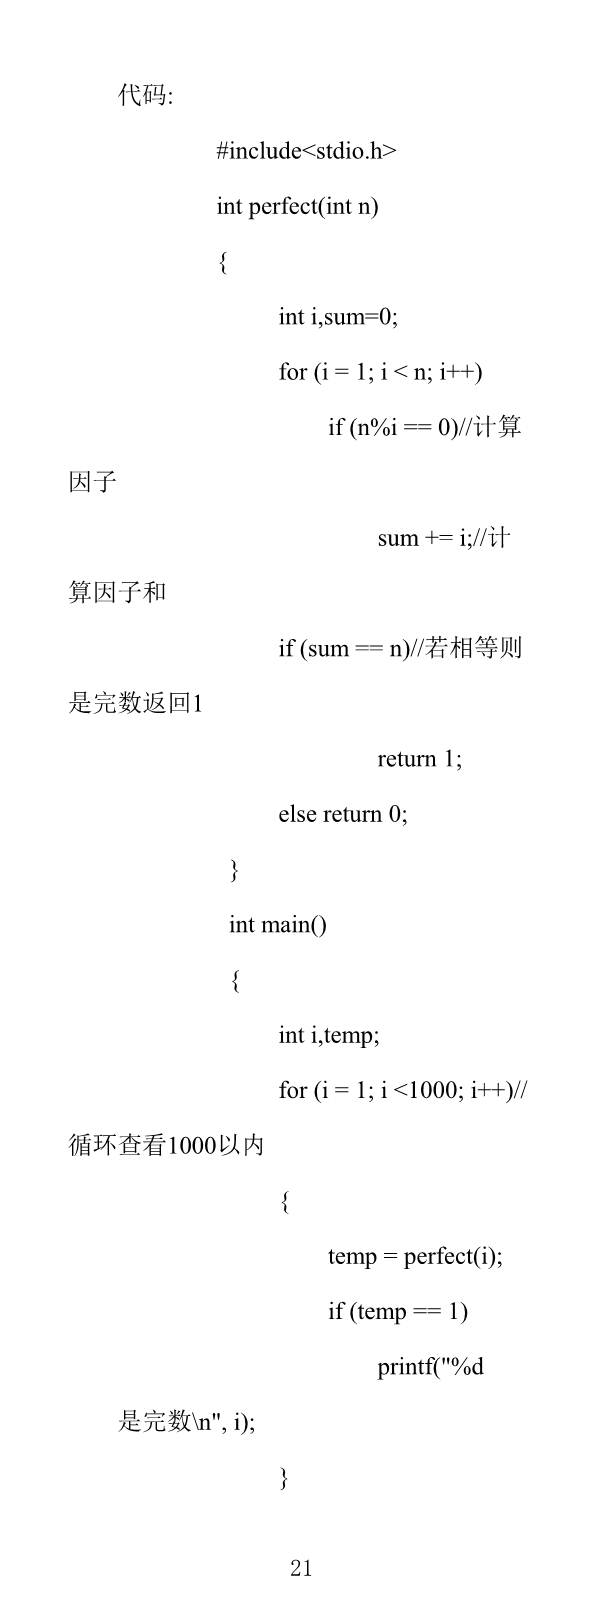 代码:
#include<stdio.h>
int perfect(int n)
{
int i,sum=0;
for (i = 1; i < n; i++)
if (n%i == 0)//计算
因子
sum += i;//计
算因子和
if (sum == n)//若相等则
是完数返回1
return 1;
else return 0;
}
int main()
{
int i,temp;
for (i = 1; i <1000; i++)//
循环查看1000以内
{
temp = perfect(i);
if (temp == 1)
printf("%d
是完数\n", i);
}
21